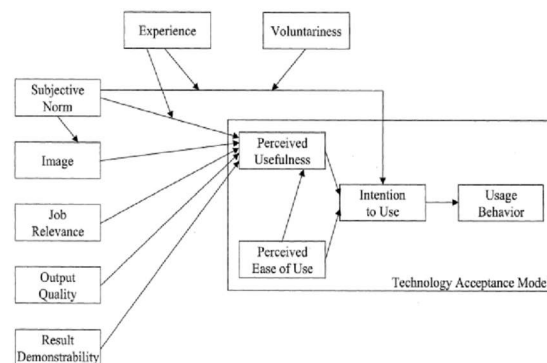 Experience
Voluntariness
Subjective
Norm
Image
Perceived
Usefulness
Job
Relevance
Intention
to Use
Usage
Behavior
Output
Quality
Perceived
Ease of Use
Technology Acceptance Mode
Result
Demonstrability